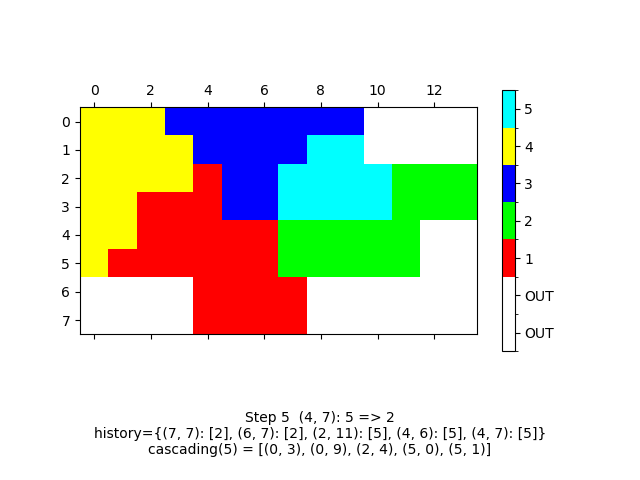 0 2 4 6 8 10 12
0
1
2
3
4
5
6
7
5
4
3
2
1
OUT
OUT
Step 5  (4, 7): 5 => 2
history={(7, 7): [2], (6, 7): [2], (2, 11): [5], (4, 6): [5], (4, 7): [5]}
cascading(5) = [(0, 3), (0, 9), (2, 4), (5, 0), (5, 1)]